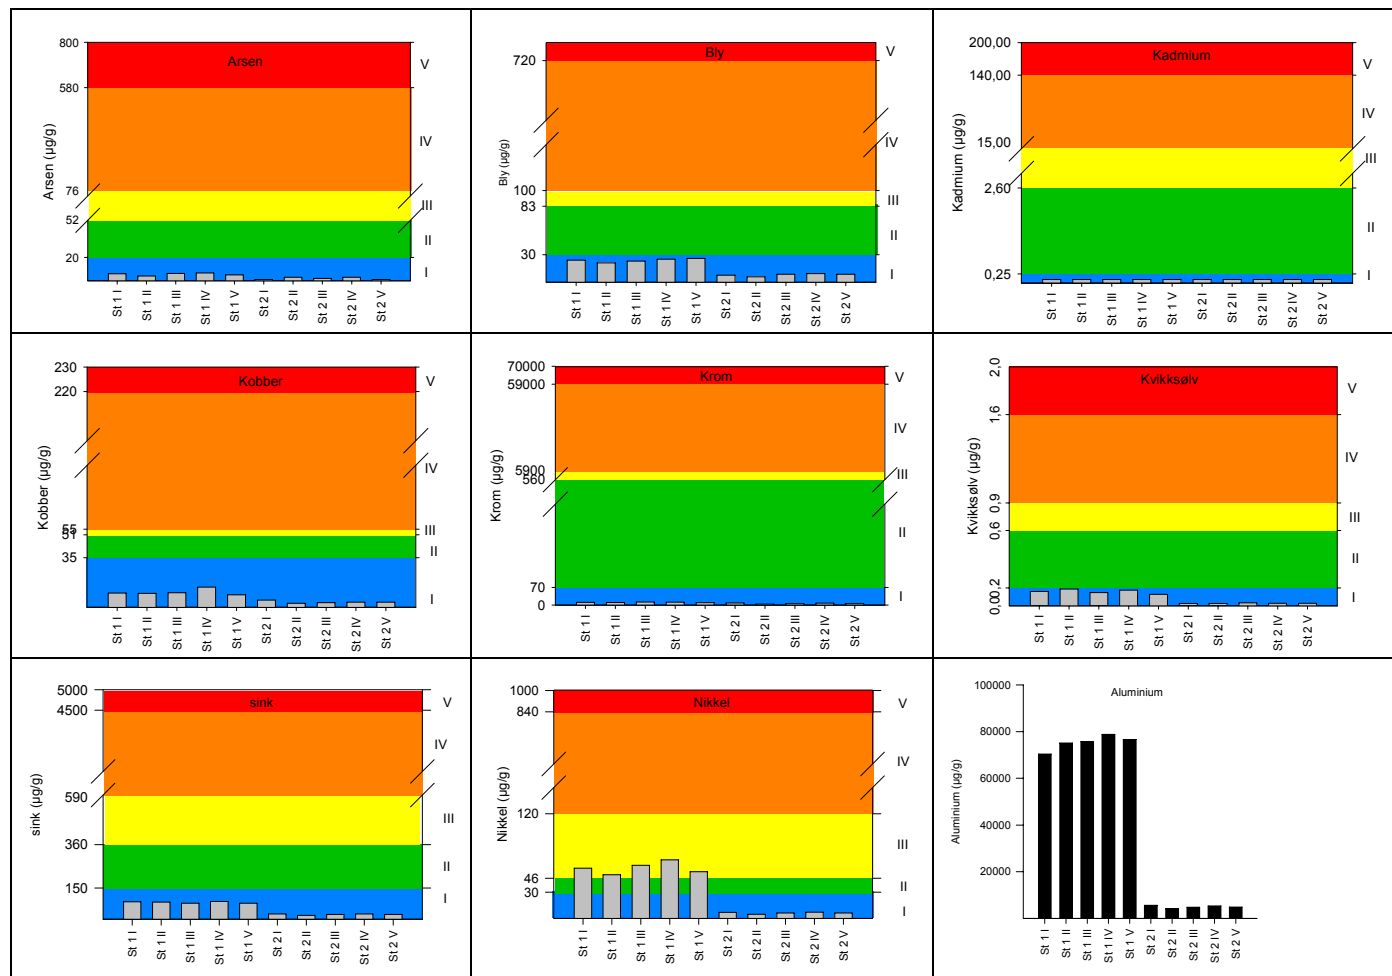 Arsen
800
580
76
52
20
Arsen (µg/g)
V
IV
III
II
I
St 1 I
St 1 II
St 1 III
St 1 IV
St 1 V
St 2 I
St 2 II
St 2 III
St 2 IV
St 2 V
Bly
720
100
83
30
Bly (µg/g)
V
IV
III
II
I
St 1 I
St 1 II
St 1 III
St 1 IV
St 1 V
St 2 I
St 2 II
St 2 III
St 2 IV
St 2 V
Kadmium
200,00
140,00
15,00
2,60
0,25
Kadmium (µg/g)
V
IV
III
II
I
St 1 I
St 1 II
St 1 III
St 1 IV
St 1 V
St 2 I
St 2 II
St 2 III
St 2 IV
St 2 V
Kobber
230
220
55
51
35
Kobber (µg/g)
V
IV
III
II
I
St 1 I
St 1 II
St 1 III
St 1 IV
St 1 V
St 2 I
St 2 II
St 2 III
St 2 IV
St 2 V
Krom
70000
59000
5900
560
70
0
Krom (µg/g)
V
IV
III
II
I
St 1 I
St 1 II
St 1 III
St 1 IV
St 1 V
St 2 I
St 2 II
St 2 III
St 2 IV
St 2 V
Kvikksølv
2,0
1,6
0,9
0,6
0,2
0,0
Kvikksølv (µg/g)
V
IV
III
II
I
St 1 I
St 1 II
St 1 III
St 1 IV
St 1 V
St 2 I
St 2 II
St 2 III
St 2 IV
St 2 V
sink
5000
4500
590
360
150
sink (µg/g)
V
IV
III
II
I
St 1 I
St 1 II
St 1 III
St 1 IV
St 1 V
St 2 I
St 2 II
St 2 III
St 2 IV
St 2 V
Nikkel
1000
840
120
46
30
Nikkel (µg/g)
V
IV
III
II
I
St 1 I
St 1 II
St 1 III
St 1 IV
St 1 V
St 2 I
St 2 II
St 2 III
St 2 IV
St 2 V
Aluminium
100000
80000
60000
40000
20000
Aluminium (µg/g)
St 1 I
St 1 II
St 1 III
St 1 IV
St 1 V
St 2 I
St 2 II
St 2 III
St 2 IV
St 2 V